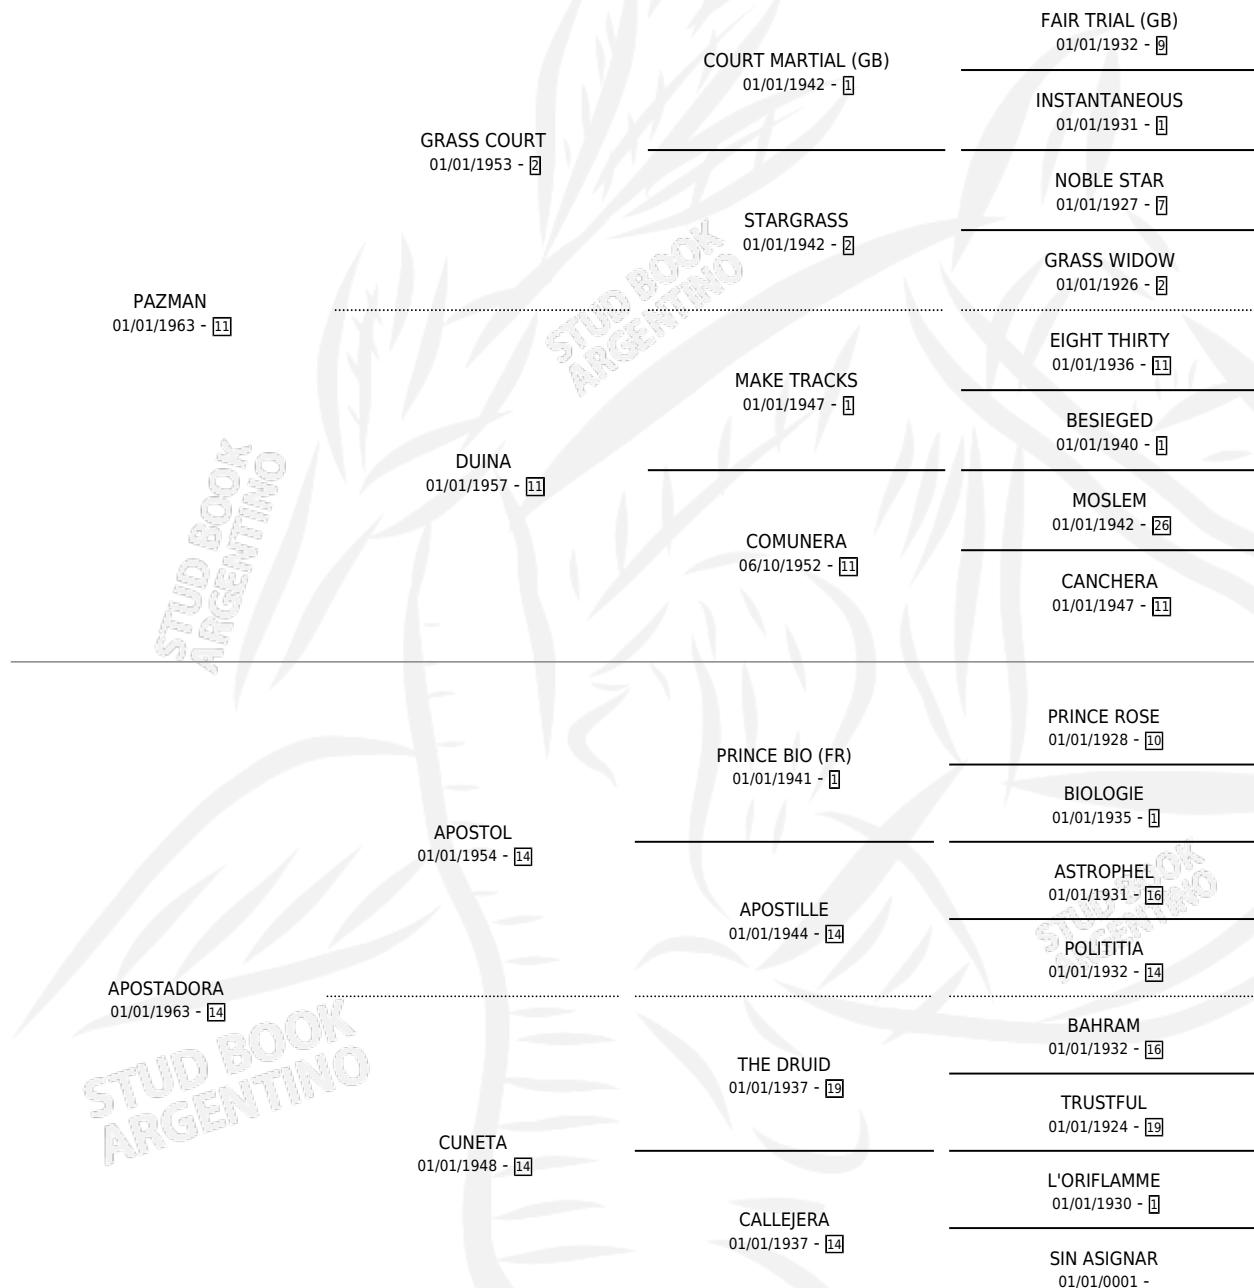 FAIR TRIAL (GB)
01/01/1932 - 9
COURT MARTIAL (GB)
01/01/1942 - 1
INSTANTANEOUS
01/01/1931 - 1
GRASS COURT
01/01/1953 - 2
NOBLE STAR
01/01/1927 - 7
STARGRASS
01/01/1942 - 2
GRASS WIDOW
01/01/1926 - 2
PAZMAN
01/01/1963 - 11
EIGHT THIRTY
01/01/1936 - 11
MAKE TRACKS
01/01/1947 - 1
BESIEGED
01/01/1940 - 1
DUINA
01/01/1957 - 11
MOSLEM
01/01/1942 - 26
COMUNERA
06/10/1952 - 11
CANCHERA
01/01/1947 - 11
PRINCE ROSE
01/01/1928 - 10
PRINCE BIO (FR)
01/01/1941 - 1
BIOLOGIE
01/01/1935 - 1
APOSTOL
01/01/1954 - 14
ASTROPHEL
01/01/1931 - 16
APOSTILLE
01/01/1944 - 14
POLITITIA
01/01/1932 - 14
APOSTADORA
01/01/1963 - 14
BAHRAM
01/01/1932 - 16
THE DRUID
01/01/1937 - 19
TRUSTFUL
01/01/1924 - 19
CUNETA
01/01/1948 - 14
L'ORIFLAMME
01/01/1930 - 1
CALLEJERA
01/01/1937 - 14
SIN ASIGNAR
01/01/0001 -
STUD BOOK
ARGENTINO
STUD BOOK
ARGENTINO
STUD BOOK
ARGENTINO
STUD BOOK
ARGENTINO